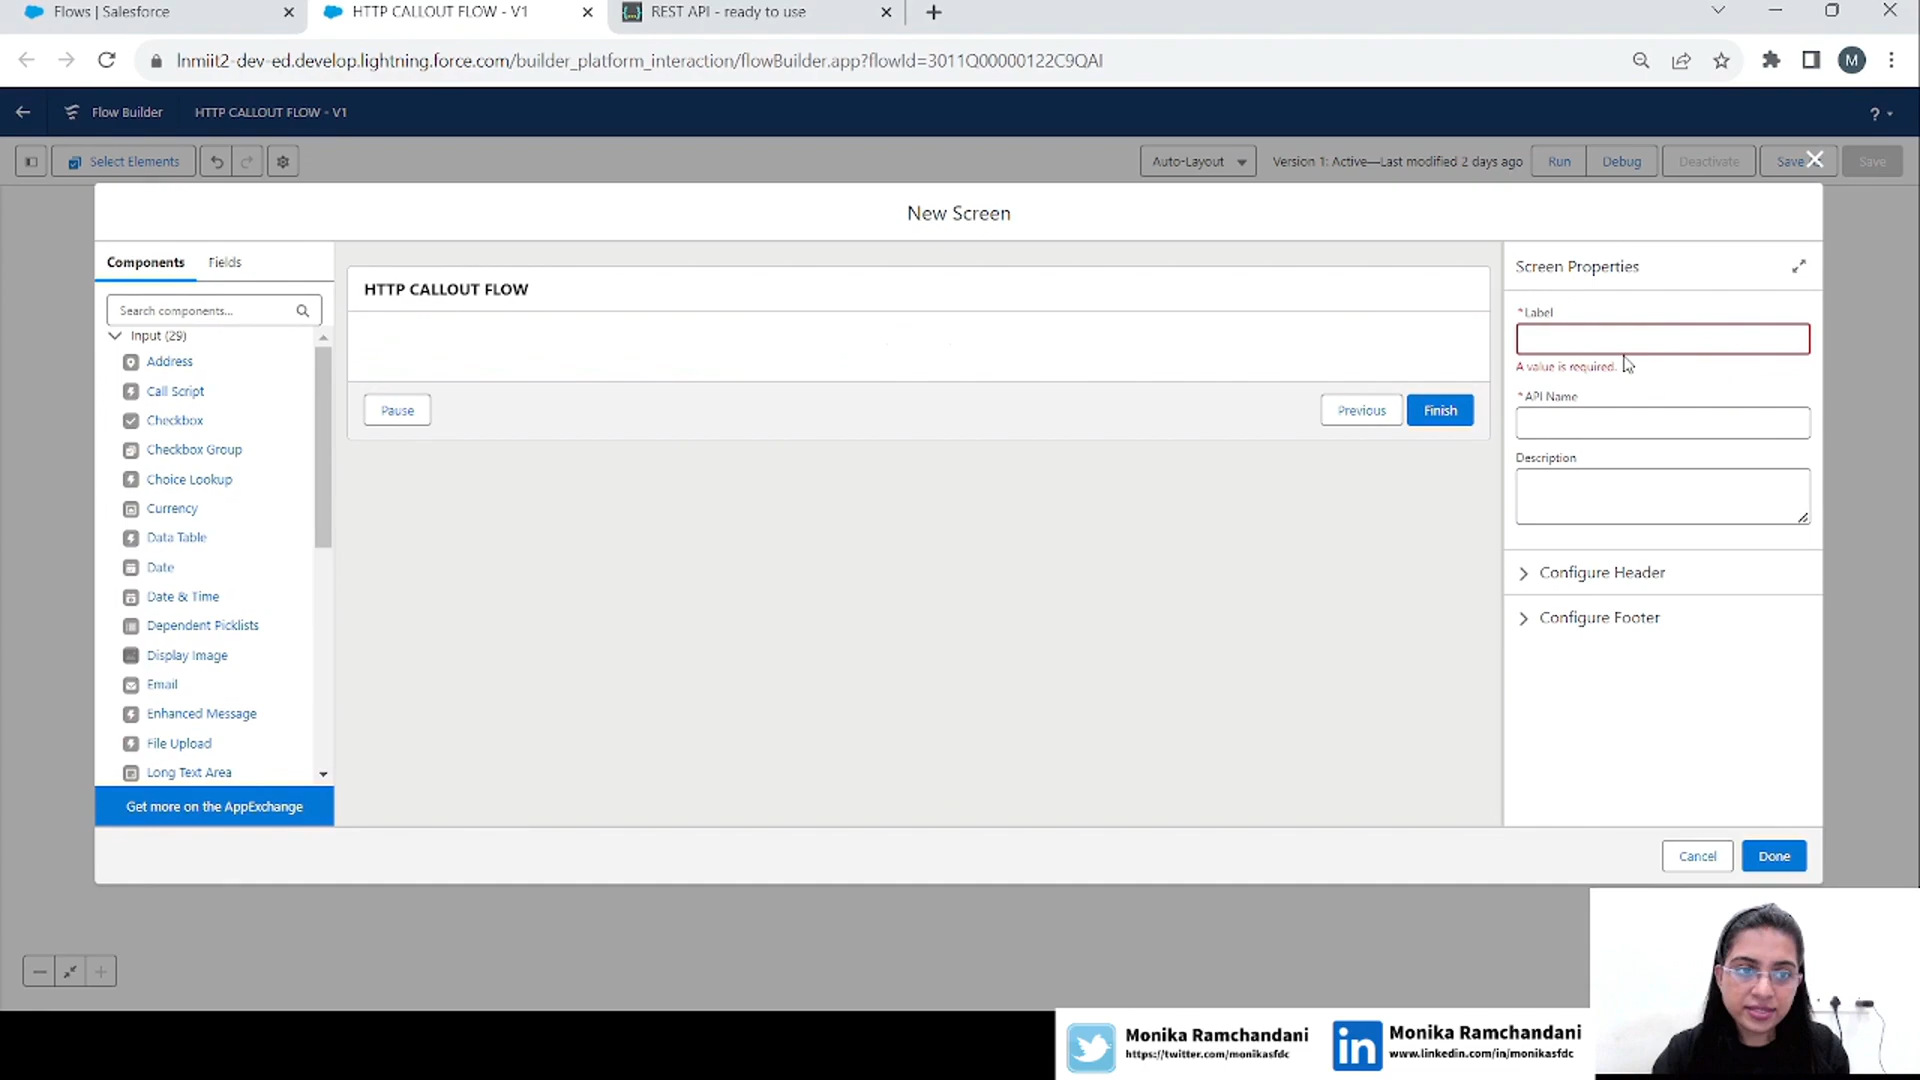 Flows | Salesforce
HTTP CALLOUT FLOW - V1
REST API - ready to use
lnmiit2-dev-ed.develop.lightning.force.com/builder_platform_interaction/flowBuilder.app?flowId=3011Q00000122C9QAI
M
Flow Builder
HTTP CALLOUT FLOW - V1
?
Select Elements
Auto-Layout
Version 1: Active—Last modified 2 days ago
Run
Debug
Deactivate
Save
Save
New Screen
Components
Fields
Search components...
Input (29)
Address
Call Script
Checkbox
Checkbox Group
Choice Lookup
Currency
Data Table
Date
Date & Time
Dependent Picklists
Display Image
Email
Enhanced Message
File Upload
Long Text Area
Get more on the AppExchange
HTTP CALLOUT FLOW
Pause
Previous
Finish
Screen Properties
* Label
A value is required.
* API Name
Description
Configure Header
Configure Footer
Cancel
Done
Monika Ramchandani
https://twitter.com/monikasfdc
in
Monika Ramchandani
www.linkedin.com/in/monikasfdc